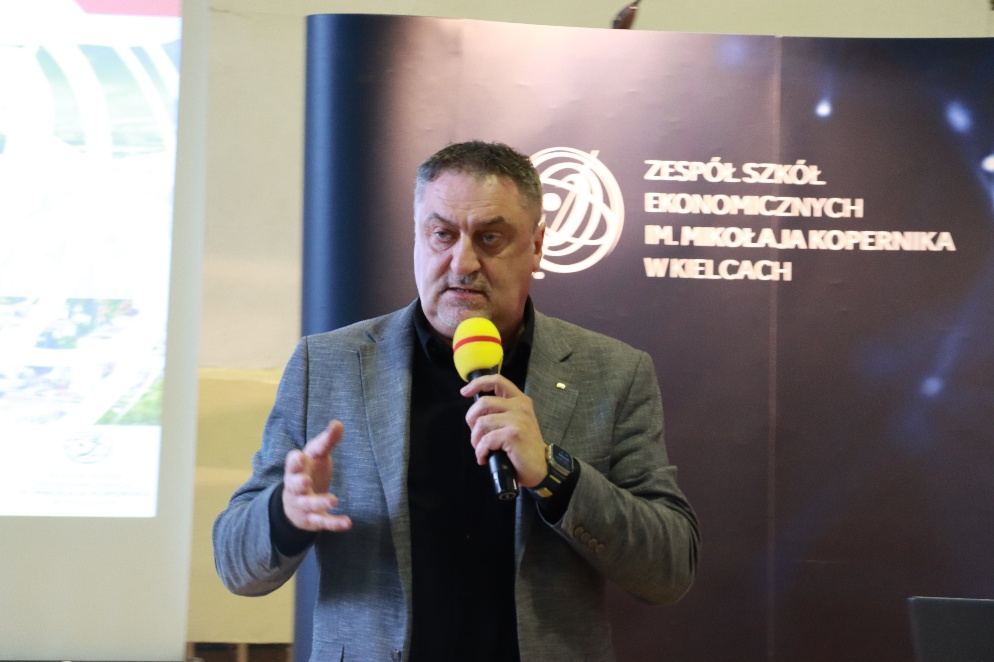 ZESPÓŁ SZKÓŁ
EKONOMICZNYCH
IM. MIKOŁAJA KOPERNIKA
W KIELCACH